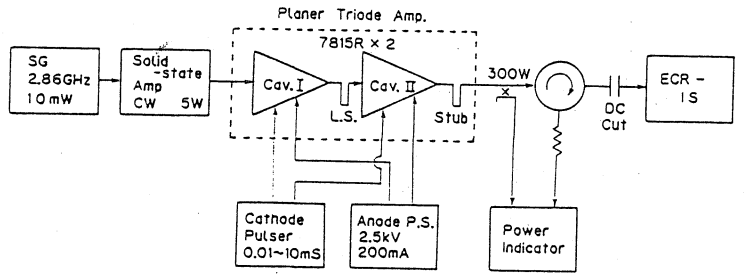 Planer Triode Amp.
7815R × 2
SG
2.86GHz
10mW
Solid
-state
Amp
CW 5W
Cav. I
L.S.
Cav. II
Stub
300W
DC
Cut
ECR -
IS
Cathode
Pulser
0.01~10mS
Anode P.S.
2.5kV
200mA
Power
Indicator